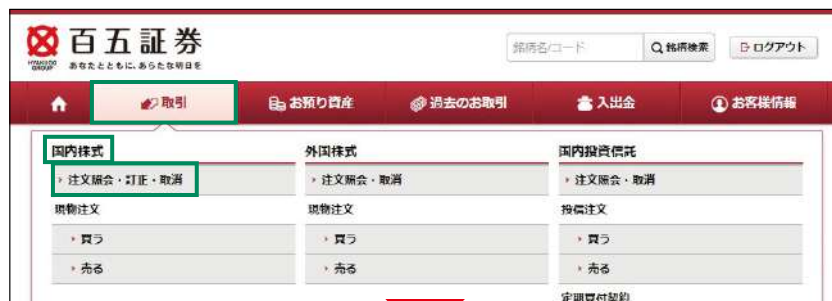 百五証券
HYAKUGO GROUP
あなたとともに、あらたな明日を
銘柄名/コード
銘柄検索
ログアウト
取引
お預り資産
過去のお取引
入出金
お客様情報
国内株式
外国株式
国内投資信託
注文照会・訂正・取消
注文照会・取消
注文照会・取消
現物注文
現物注文
投信注文
買う
買う
買う
売る
売る
売る
定期買付契約